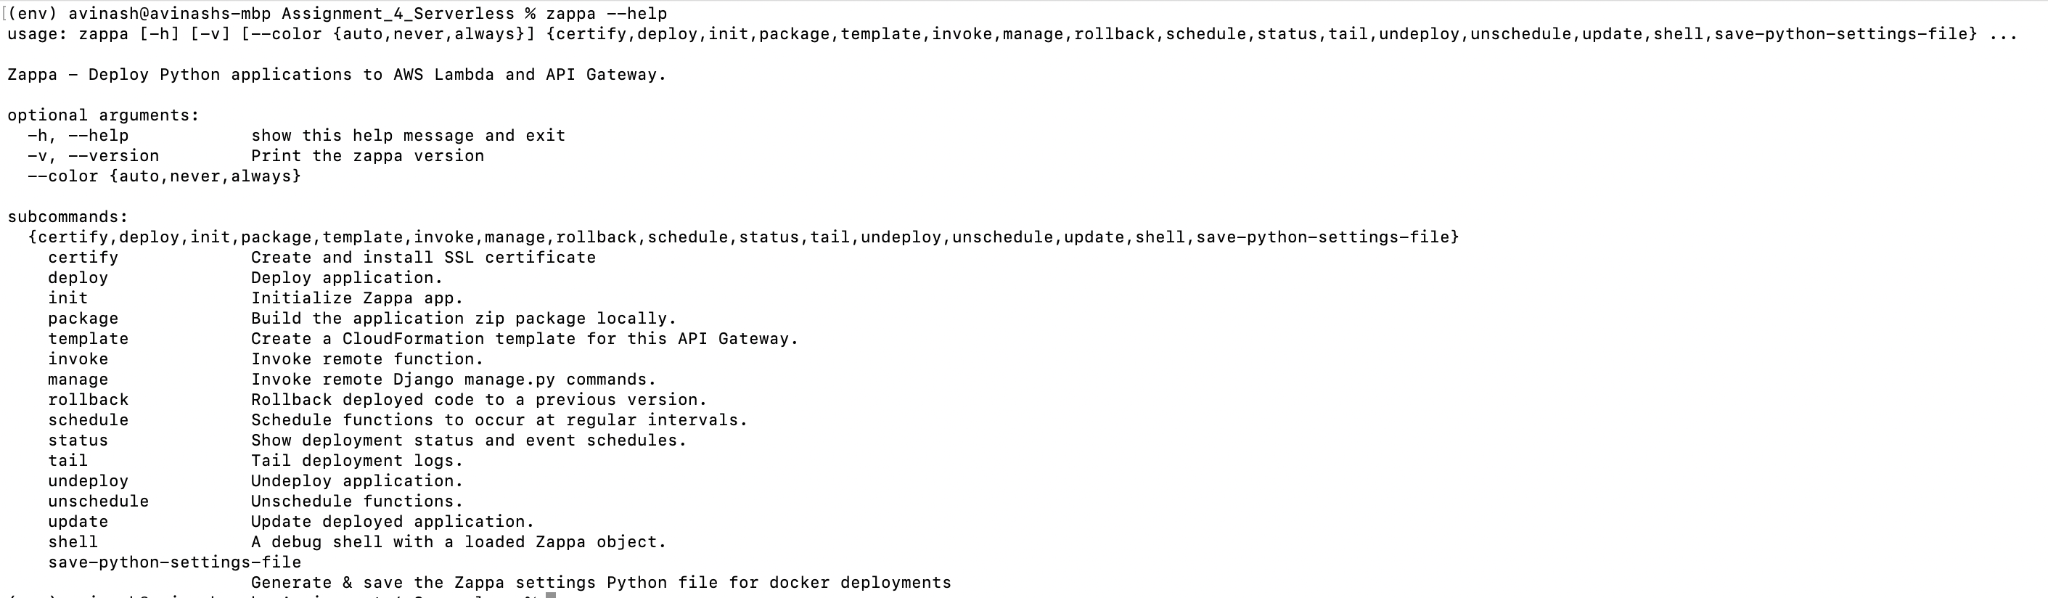 (env) avinash@avinashs-mbp Assignment_4_Serverless % zappa --help
usage: zappa [-h] [-v] [--color {auto,never,always}] {certify,deploy,init,package,template,invoke,manage,rollback,schedule,status,tail,undeploy,unschedule,update,shell,save-python-settings-file} ...
Zappa - Deploy Python applications to AWS Lambda and API Gateway.
optional arguments:
-h, --help show this help message and exit
-v, --version Print the zappa version
--color {auto,never,always}
subcommands:
{certify,deploy,init,package,template,invoke,manage,rollback,schedule,status,tail,undeploy,unschedule,update,shell,save-python-settings-file}
certify Create and install SSL certificate
deploy Deploy application.
init Initialize Zappa app.
package Build the application zip package locally.
template Create a CloudFormation template for this API Gateway.
invoke Invoke remote function.
manage Invoke remote Django manage.py commands.
rollback Rollback deployed code to a previous version.
schedule Schedule functions to occur at regular intervals.
status Show deployment status and event schedules.
tail Tail deployment logs.
undeploy Undeploy application.
unschedule Unschedule functions.
update Update deployed application.
shell A debug shell with a loaded Zappa object.
save-python-settings-file
Generate & save the Zappa settings Python file for docker deployments